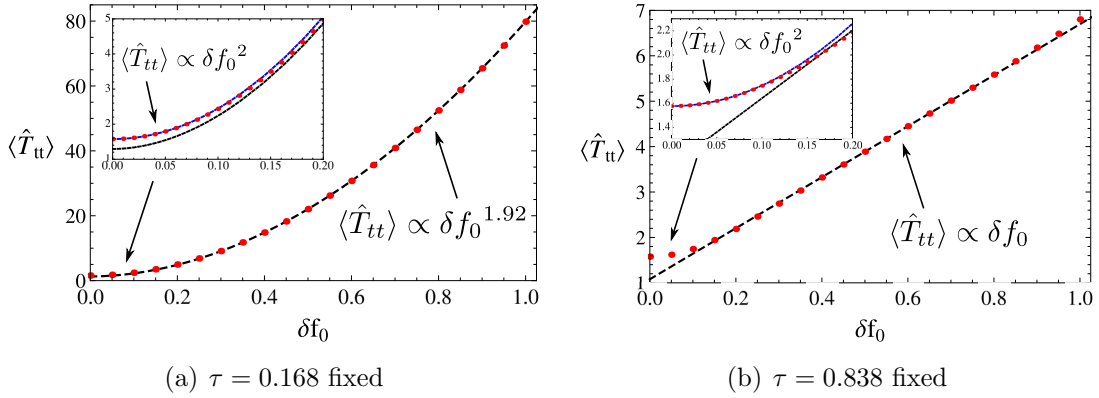 80
60
40
20
0
⟨T̂tt⟩
0.0 0.2 0.4 0.6 0.8 1.0
δf₀
5
4
3
2
0.00 0.05 0.10 0.15 0.20
⟨T̂tt⟩ ∝ δf₀²
⟨T̂tt⟩ ∝ δf₀^1.92
(a) τ = 0.168 fixed
7
6
5
4
3
2
1
⟨T̂tt⟩
0.0 0.2 0.4 0.6 0.8 1.0
δf₀
2.2
2.0
1.8
1.6
1.4
0.00 0.05 0.10 0.15 0.20
⟨T̂tt⟩ ∝ δf₀²
⟨T̂tt⟩ ∝ δf₀
(b) τ = 0.838 fixed